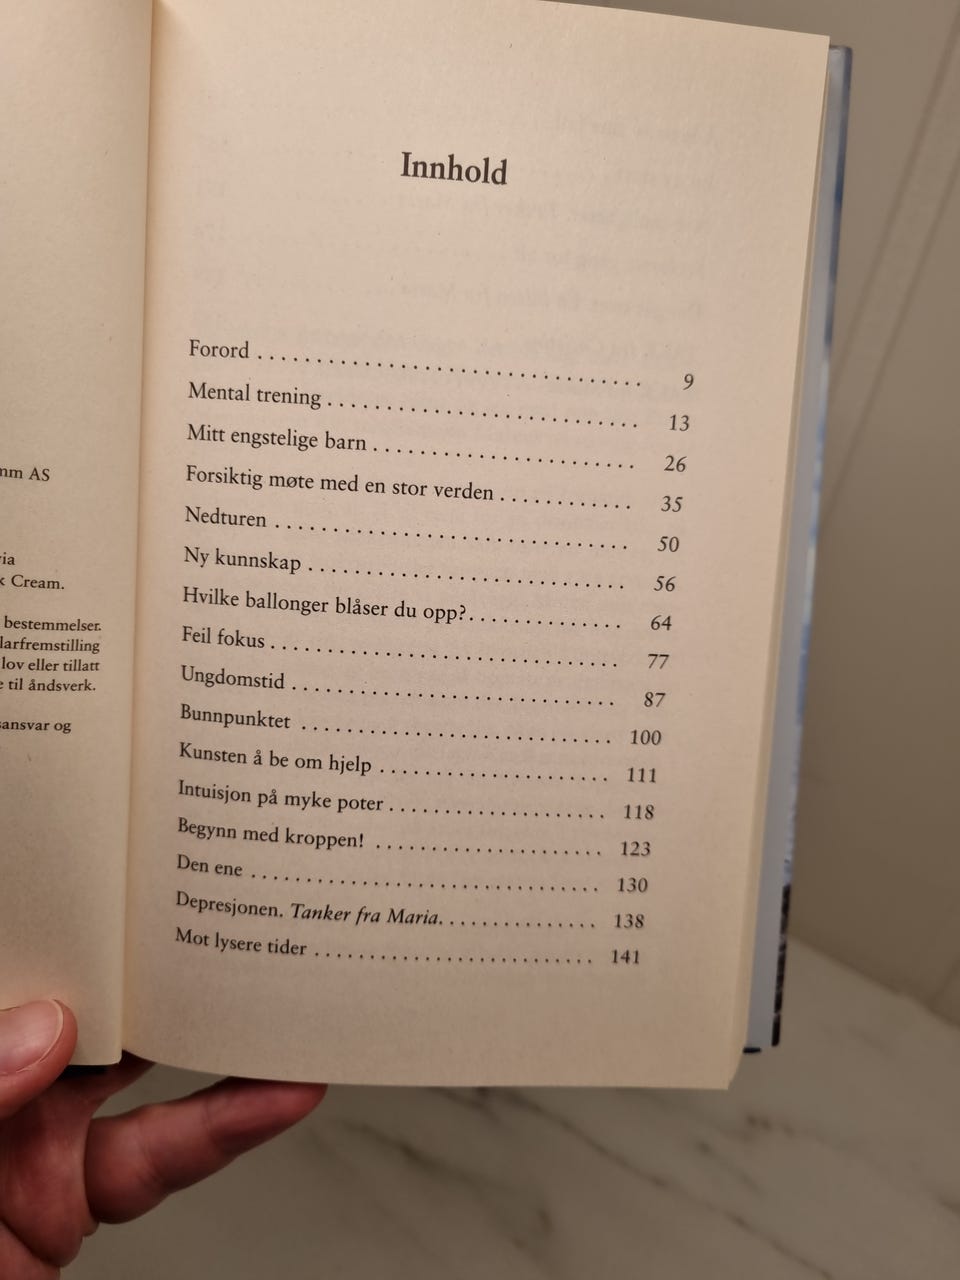 mm AS
ia
k Cream.
bestemmelser.
larfremstilling
lov eller tillatt
e til åndsverk.
sansvar og
Innhold
Forord . . . . . . . . . . . . . . . . . . . . . . . . . . . . . . . . . 9
Mental trening . . . . . . . . . . . . . . . . . . . . . . . . . . . 13
Mitt engstelige barn . . . . . . . . . . . . . . . . . . . . . . . 26
Forsiktig møte med en stor verden . . . . . . . . . . . . 35
Nedturen . . . . . . . . . . . . . . . . . . . . . . . . . . . . . . . 50
Ny kunnskap . . . . . . . . . . . . . . . . . . . . . . . . . . . . 56
Hvilke ballonger blåser du opp?. . . . . . . . . . . . . . 64
Feil fokus . . . . . . . . . . . . . . . . . . . . . . . . . . . . . . 77
Ungdomstid . . . . . . . . . . . . . . . . . . . . . . . . . . . . 87
Bunnpunktet . . . . . . . . . . . . . . . . . . . . . . . . . . . 100
Kunsten å be om hjelp . . . . . . . . . . . . . . . . . . . . 111
Intuisjon på myke poter . . . . . . . . . . . . . . . . . . . 118
Begynn med kroppen! . . . . . . . . . . . . . . . . . . . . 123
Den ene . . . . . . . . . . . . . . . . . . . . . . . . . . . . . . . 130
Depresjonen. Tanker fra Maria. . . . . . . . . . . . . . 138
Mot lysere tider . . . . . . . . . . . . . . . . . . . . . . . . . 141